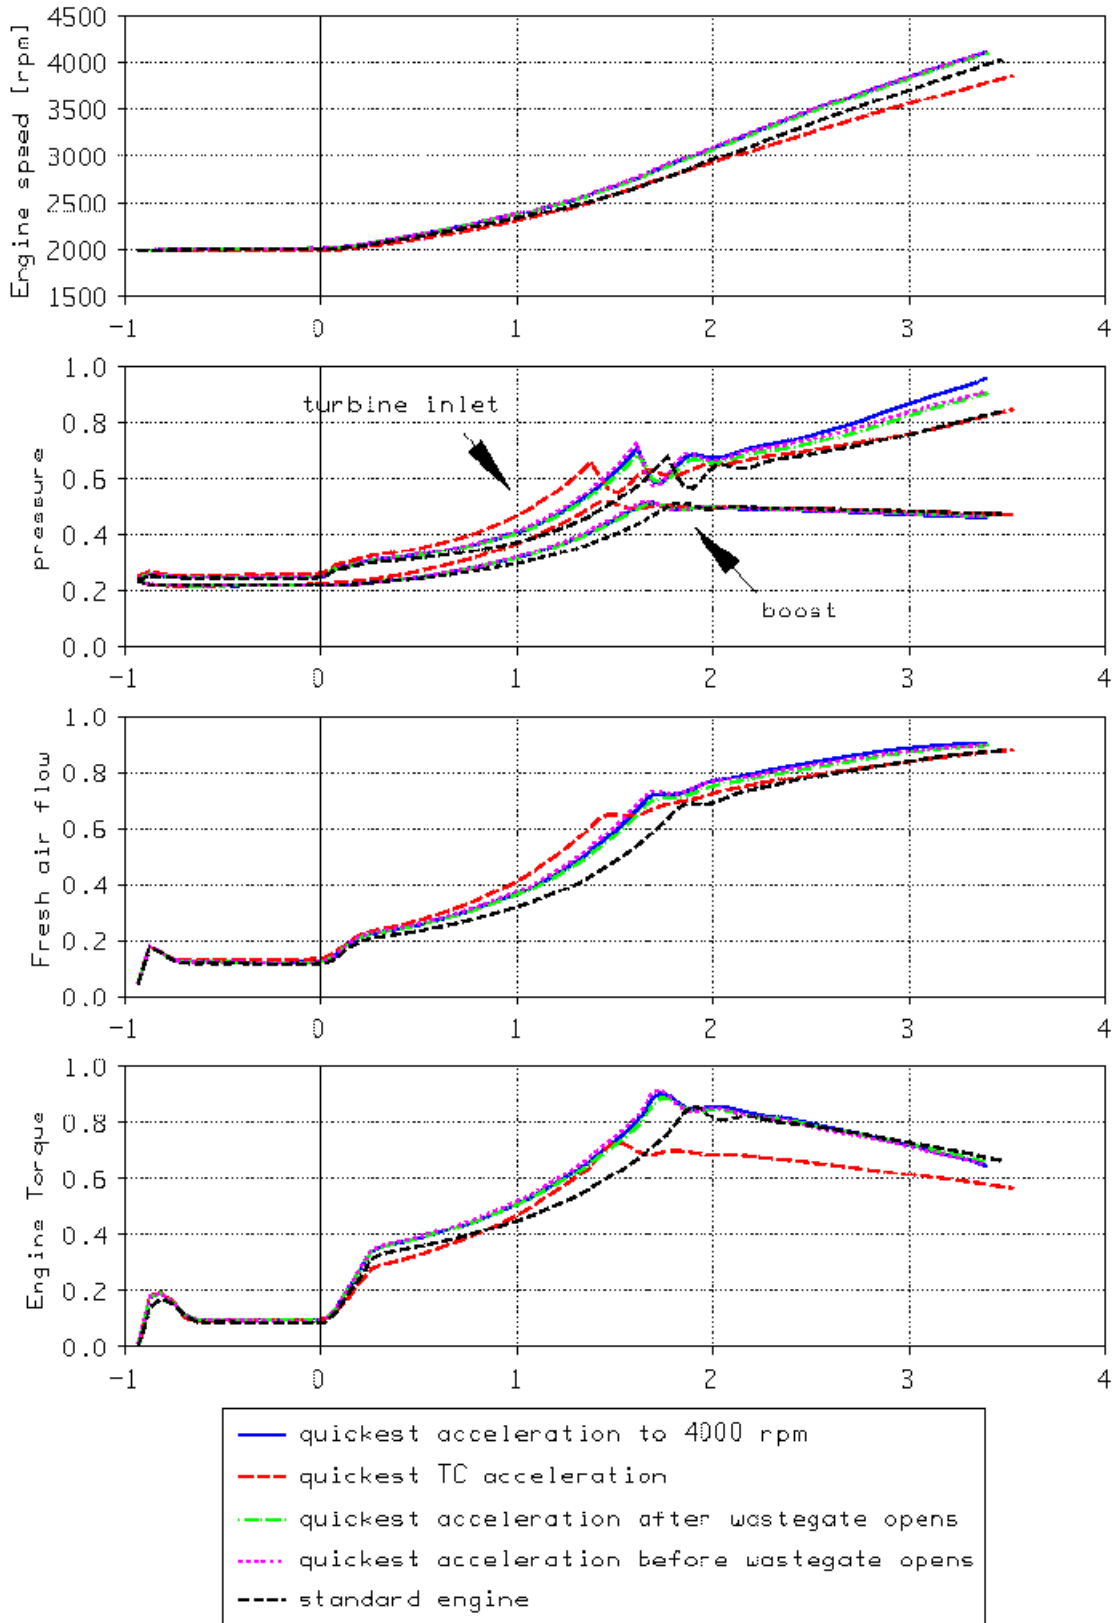 Engine speed [rpm]
4500
4000
3500
3000
2500
2000
1500
-1 0 1 2 3 4
pressure
1.0
0.8
0.6
0.4
0.2
0.0
turbine inlet
boost
-1 0 1 2 3 4
Fresh air flow
1.0
0.8
0.6
0.4
0.2
0.0
-1 0 1 2 3 4
Engine Torque
1.0
0.8
0.6
0.4
0.2
0.0
-1 0 1 2 3 4
quickest acceleration to 4000 rpm
quickest TC acceleration
quickest acceleration after wastegate opens
quickest acceleration before wastegate opens
standard engine